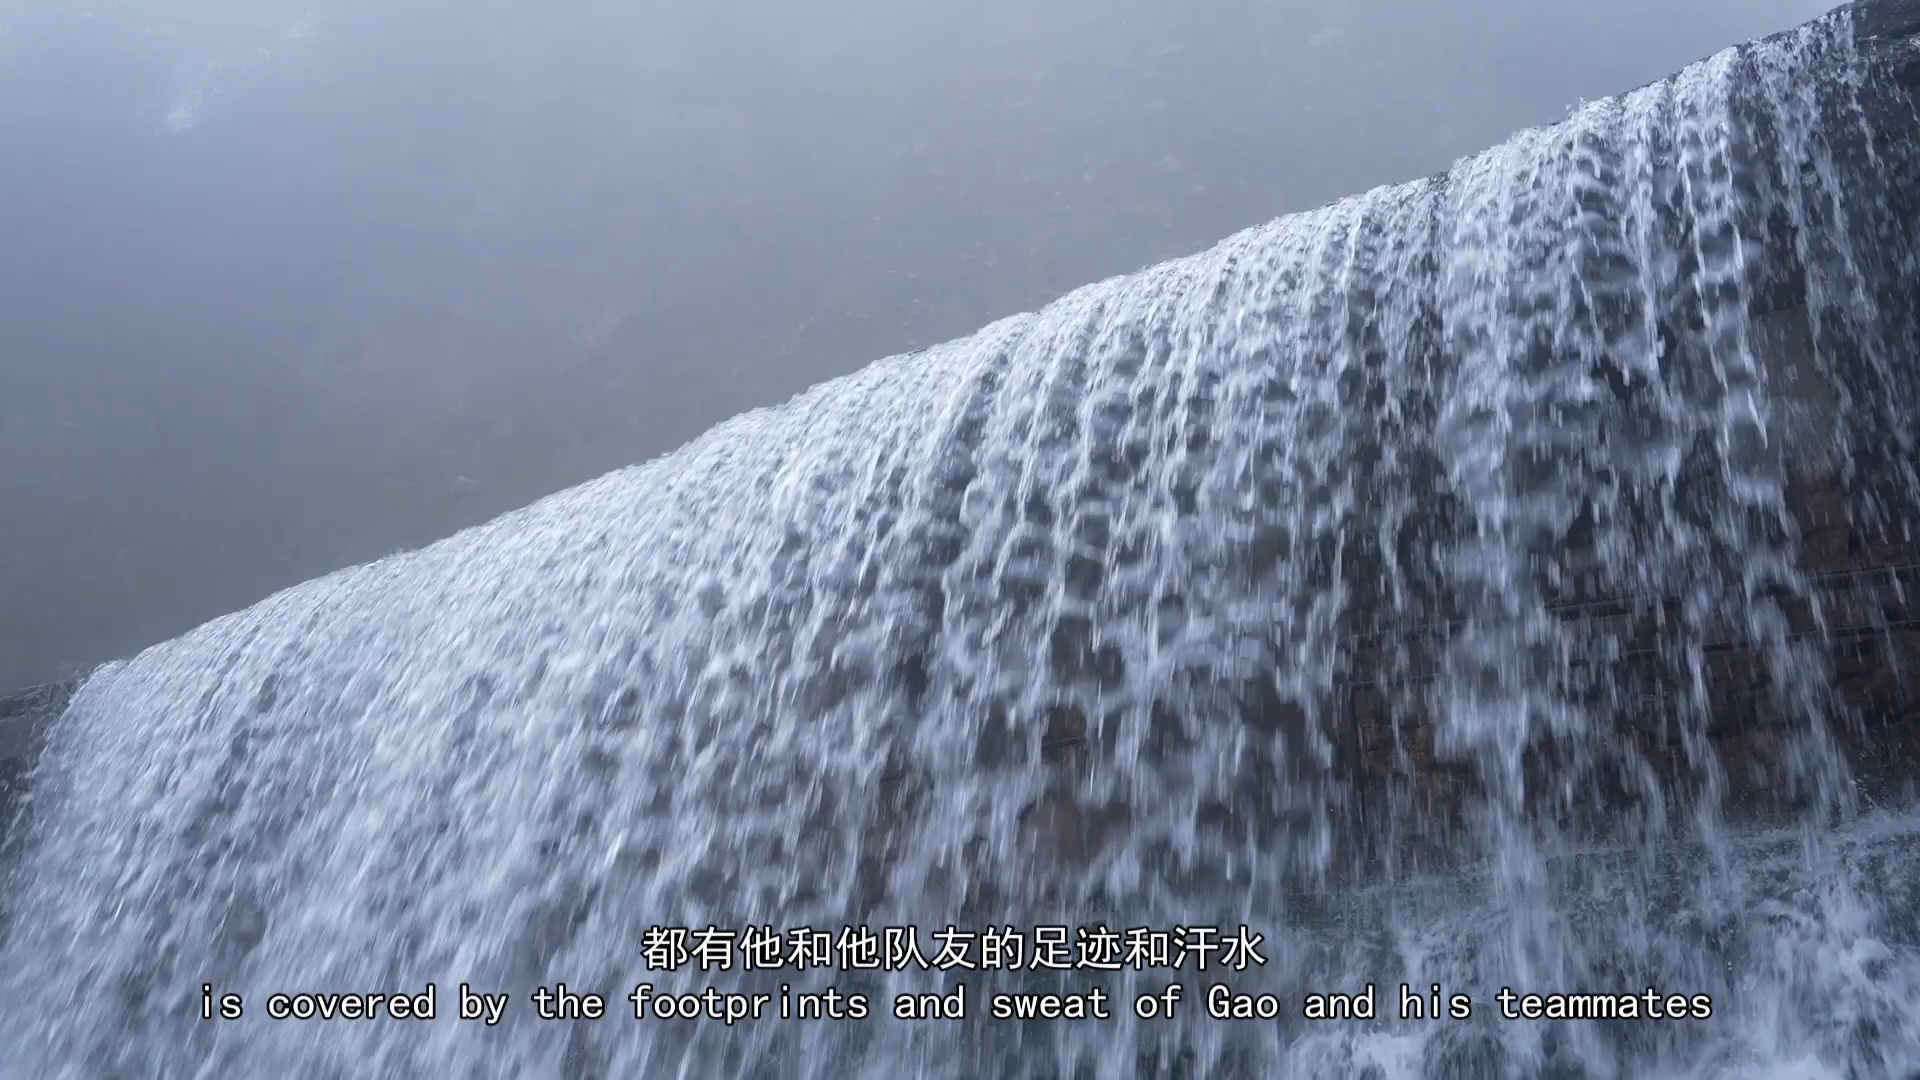 都有他和他队友的足迹和汗水
is covered by the footprints and sweat of Gao and his teammates